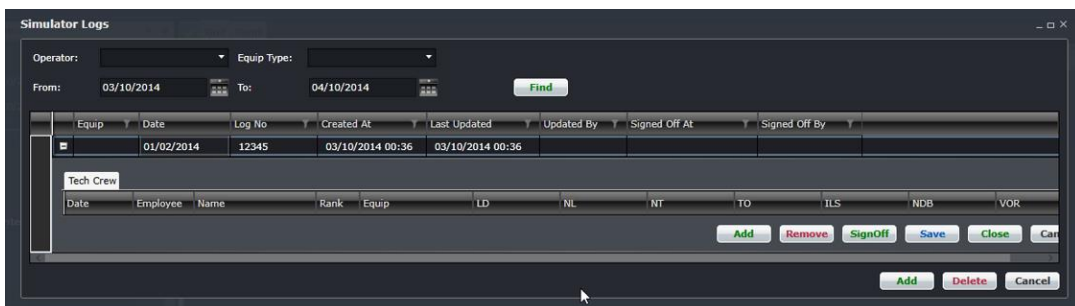 Simulator Logs
Operator: Equip Type:
From: 03/10/2014 To: 04/10/2014 Find
Equip Date Log No Created At Last Updated Updated By Signed Off At Signed Off By
01/02/2014 12345 03/10/2014 00:36 03/10/2014 00:36
Tech Crew
Date Employee Name Rank Equip LD NL NT TO ILS NDB VOR
Add Remove SignOff Save Close Can
Add Delete Cancel